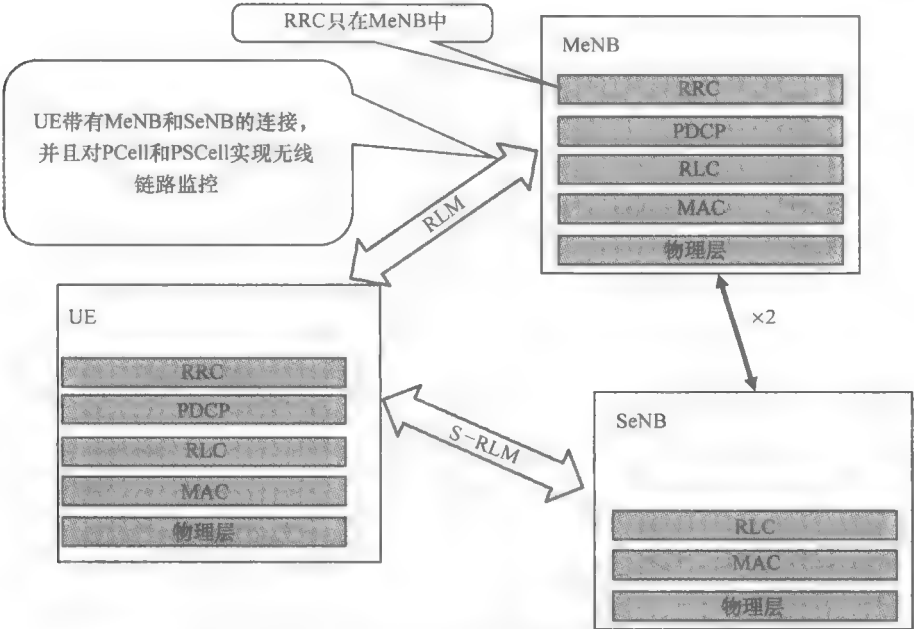 RRC只在MeNB中
MeNB
RRC
PDCP
RLC
MAC
物理层
UE带有MeNB和SeNB的连接，
并且对PCell和PSCell实现无线
链路监控
RLM
×2
UE
RRC
PDCP
RLC
MAC
物理层
S-RLM
SeNB
RLC
MAC
物理层